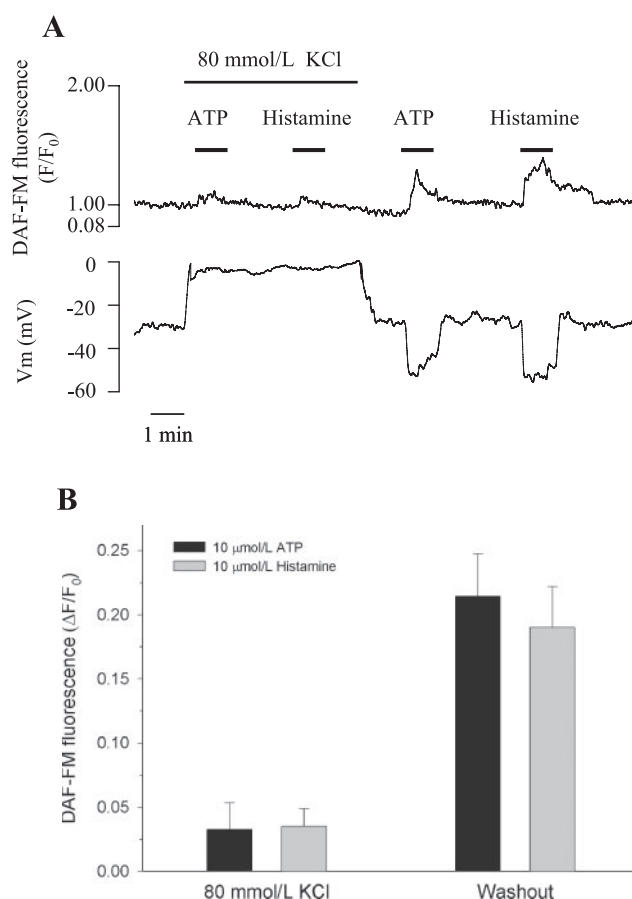 A
80 mmol/L KCl
ATP
Histamine
ATP
Histamine
DAF-FM fluorescence
(F/F0)
2.00
1.00
0.08
Vm (mV)
0
-20
-40
-60
1 min
B
DAF-FM fluorescence (ΔF/F0)
0.25
0.20
0.15
0.10
0.05
0.00
10 μmol/L ATP
10 μmol/L Histamine
80 mmol/L KCl
Washout